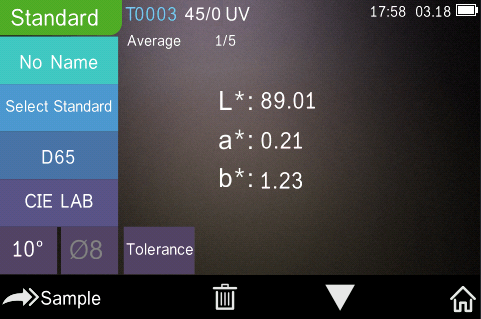 Standard
T0003 45/0 UV
17:58 03.18
Average 1/5
No Name
Select Standard
L*: 89.01
a*: 0.21
D65
b*: 1.23
CIE LAB
10° Ø8 Tolerance
Sample